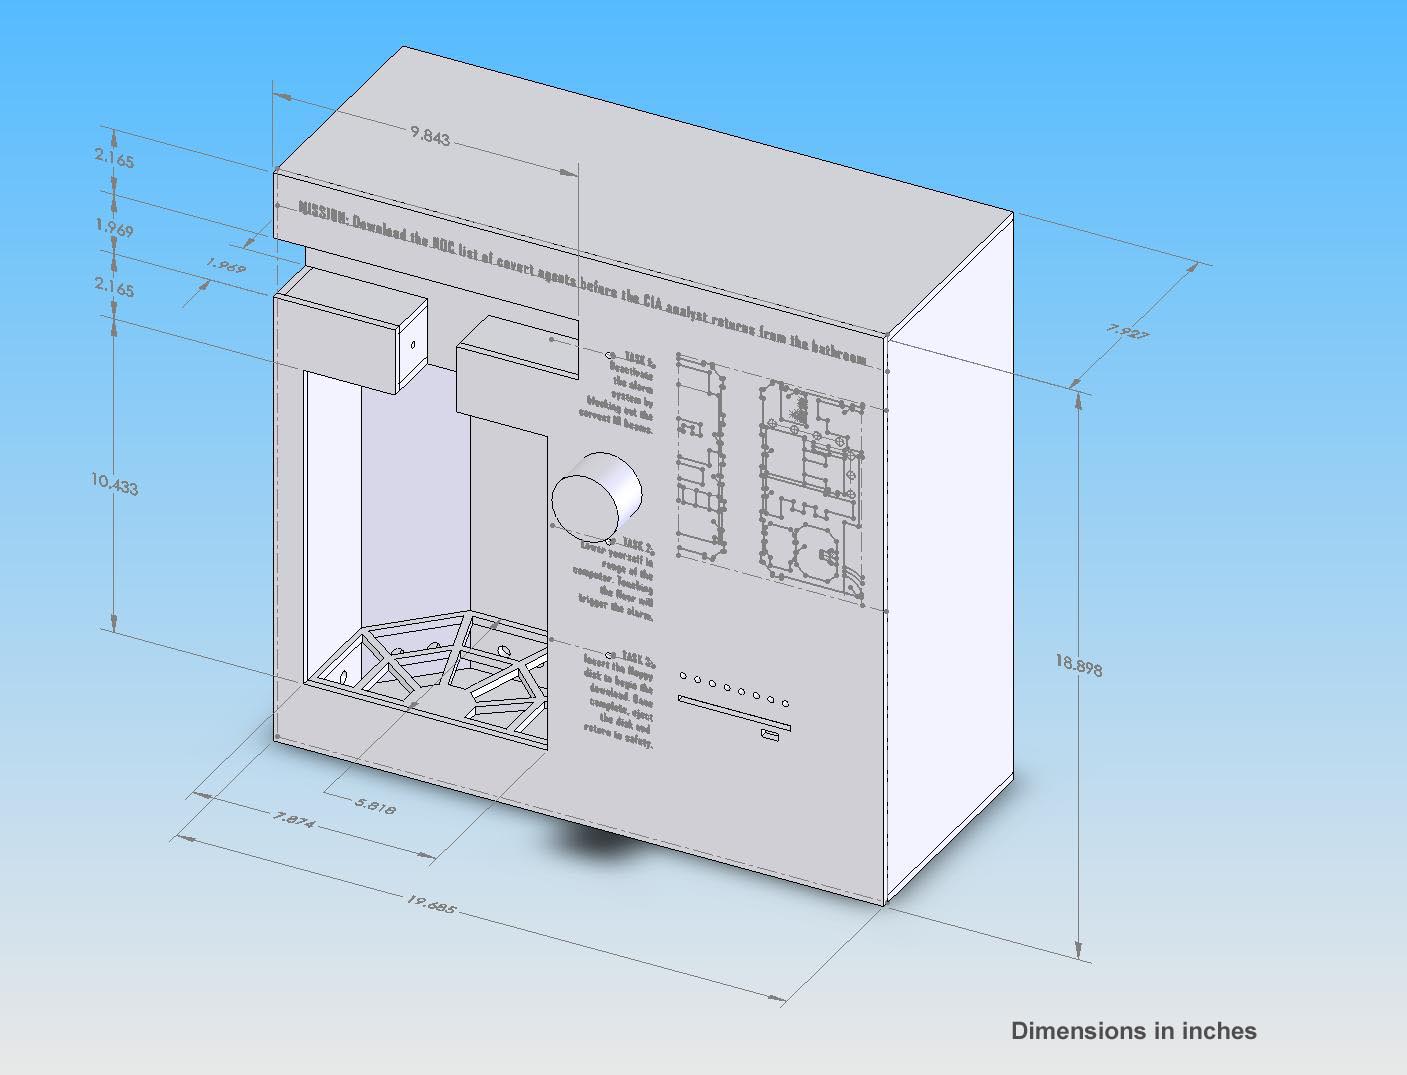 9.843
2.165
1.969
1.969
2.165
MISSION: Download the NOC list of covert agents before the CIA analyst returns from the bathroom
7.927
TASK 1.
Deactivate
the alarm
system by
blocking out the
correct IR beams.
10.433
TASK 2.
Lower yourself in
range of the
computer. Touching
the floor will
trigger the alarm.
18.898
TASK 3.
Insert the floppy
disk to begin the
download. Once
complete, eject
the disk and
return to safety.
5.818
7.874
19.685
Dimensions in inches